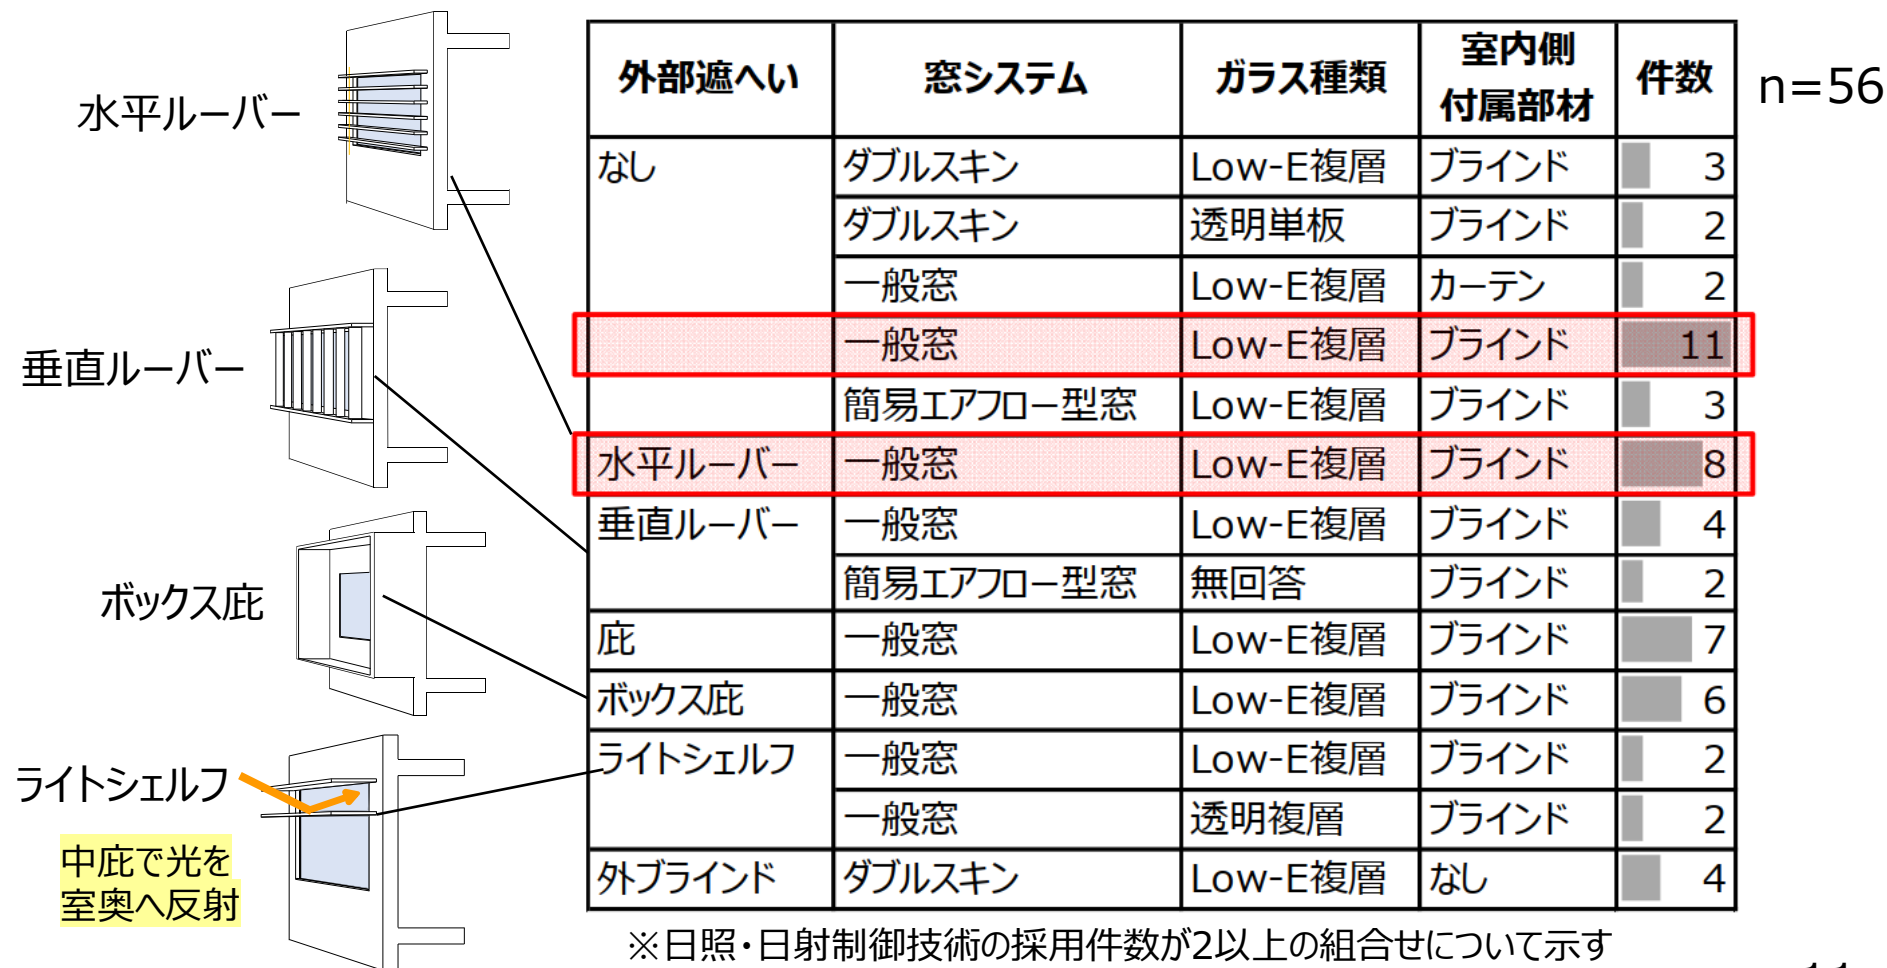 水平ルーバー
垂直ルーバー
ボックス庇
ライトシェルフ
中庇で光を
室奥へ反射
外部遮へい 窓システム ガラス種類 室内側付属部材 件数
n=56
なし ダブルスキン Low-E複層 ブラインド 3
ダブルスキン 透明単板 ブラインド 2
一般窓 Low-E複層 カーテン 2
一般窓 Low-E複層 ブラインド 11
簡易エアフロー型窓 Low-E複層 ブラインド 3
水平ルーバー 一般窓 Low-E複層 ブラインド 8
垂直ルーバー 一般窓 Low-E複層 ブラインド 4
簡易エアフロー型窓 無回答 ブラインド 2
庇 一般窓 Low-E複層 ブラインド 7
ボックス庇 一般窓 Low-E複層 ブラインド 6
ライトシェルフ 一般窓 Low-E複層 ブラインド 2
一般窓 透明複層 ブラインド 2
外ブラインド ダブルスキン Low-E複層 なし 4
※日照・日射制御技術の採用件数が2以上の組合せについて示す